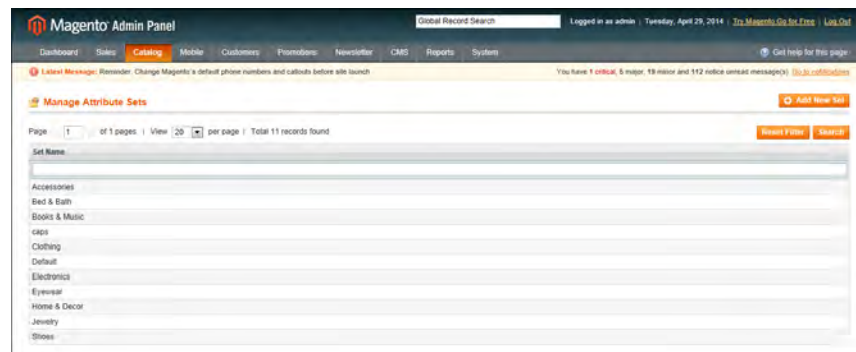 Magento Admin Panel
Global Record Search
Logged in as admin | Tuesday, April 29, 2014 | Try Magento Go for Free | Log Out
Dashboard Sales Catalog Mobile Customers Promotions Newsletter CMS Reports System
Get help for this page
Latest Message: Reminder: Change Magento's default phone numbers and callouts before site launch
You have 1 critical, 5 major, 19 minor and 112 notice unread message(s). Go to notifications
Manage Attribute Sets
Add New Set
Page 1 of 1 pages | View 20 per page | Total 11 records found
Reset Filter Search
Set Name
Accessories
Bed & Bath
Books & Music
caps
Clothing
Default
Electronics
Eyewear
Home & Decor
Jewelry
Shoes